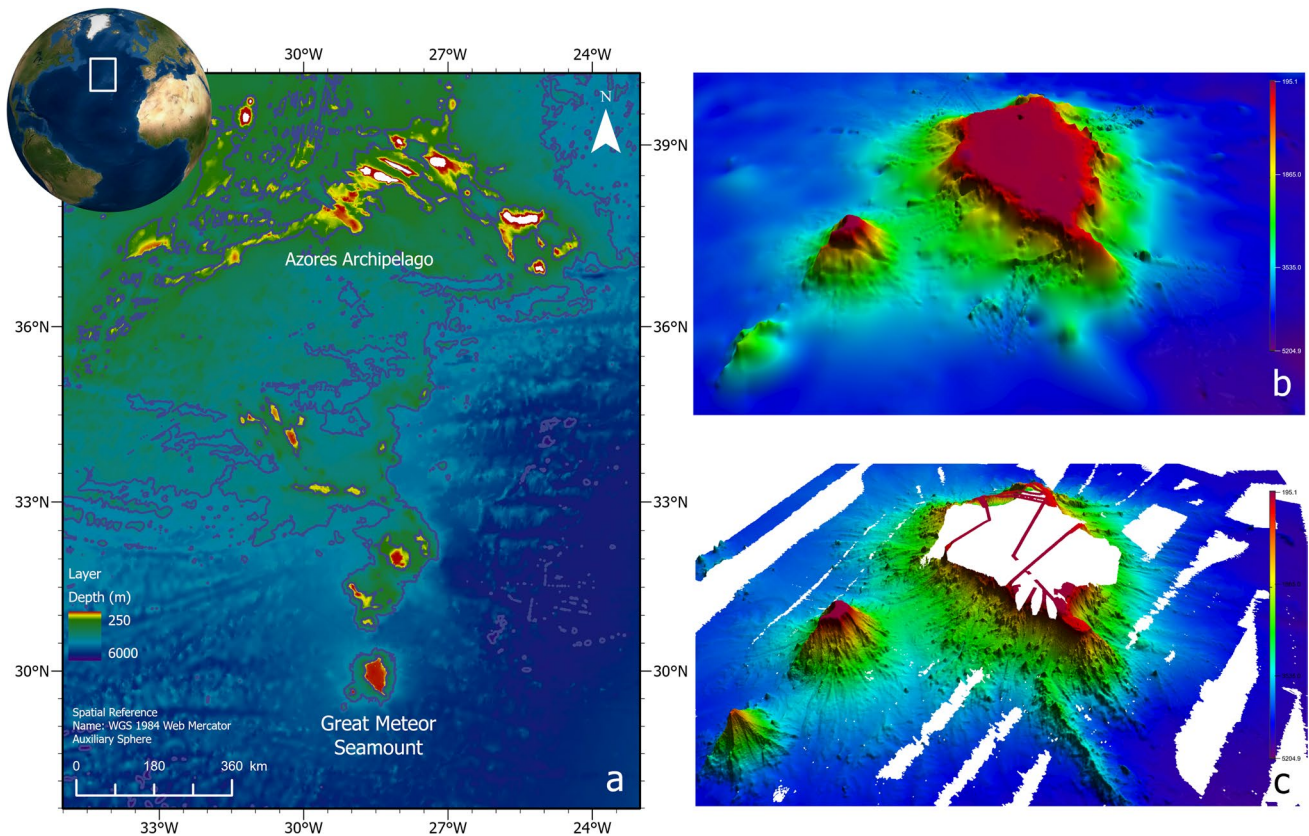 30°W
27°W
24°W
N
39°N
36°N
33°N
30°N
Azores Archipelago
Layer
Depth (m)
250
6000
Spatial Reference
Name: WGS 1984 Web Mercator
Auxiliary Sphere
0 180 360 km
Great Meteor
Seamount
a
33°W
30°W
27°W
24°W
195.1
1865.0
3535.0
5204.9
b
195.1
5204.9
c